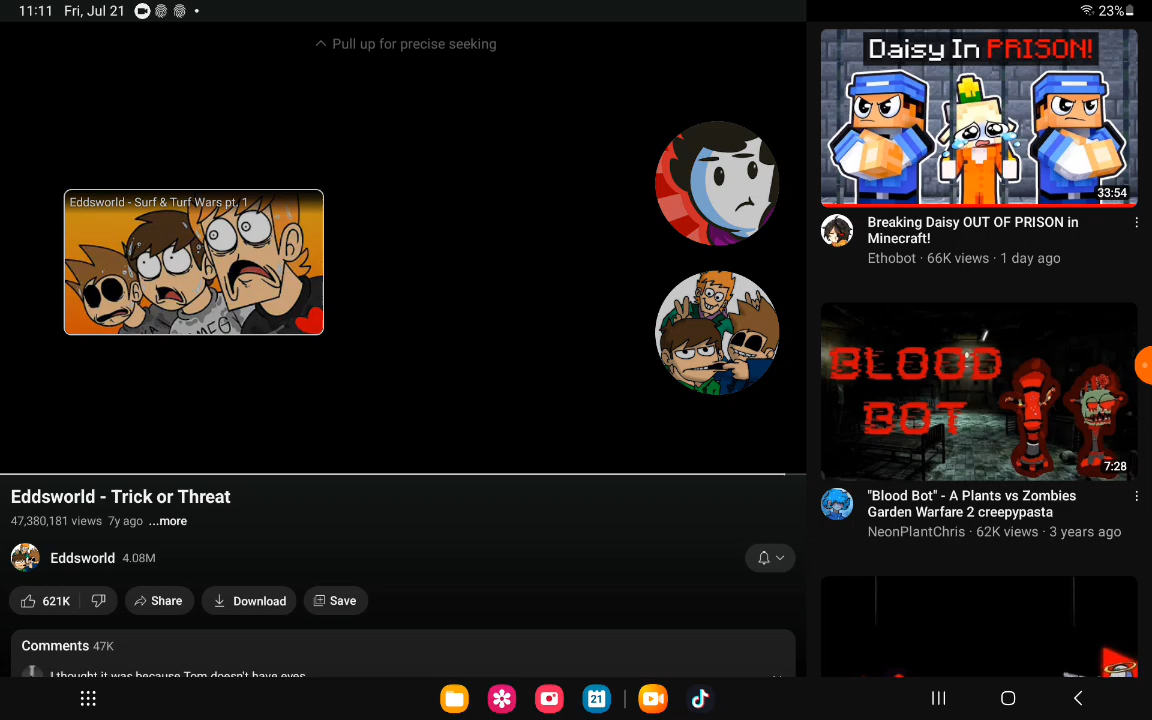 11:11 Fri, Jul 21
23%
Pull up for precise seeking
Eddsworld - Surf & Turf Wars pt. 1
Eddsworld - Trick or Threat
47,380,181 views 7y ago ...more
Eddsworld 4.08M
621K
Share
Download
Save
Comments 47K
I thought it was because Tom doesn't have eyes
Daisy In PRISON!
33:54
Breaking Daisy OUT OF PRISON in
Minecraft!
Ethobot · 66K views · 1 day ago
BLOOD
BOT
7:28
"Blood Bot" - A Plants vs Zombies
Garden Warfare 2 creepypasta
NeonPlantChris · 62K views · 3 years ago
21